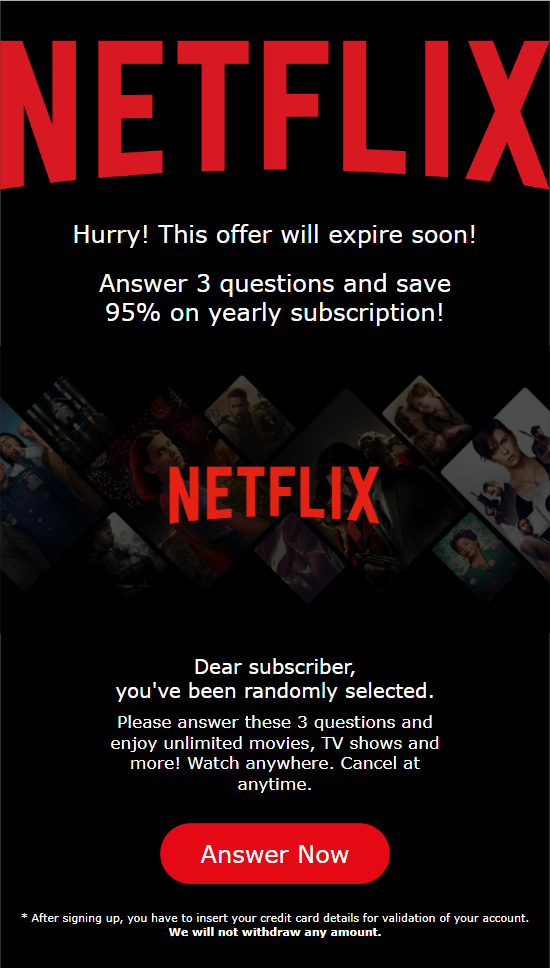 NETFLIX
Hurry! This offer will expire soon!
Answer 3 questions and save
95% on yearly subscription!
NETFLIX
Dear subscriber,
you've been randomly selected.
Please answer these 3 questions and
enjoy unlimited movies, TV shows and
more! Watch anywhere. Cancel at
anytime.
Answer Now
* After signing up, you have to insert your credit card details for validation of your account.
We will not withdraw any amount.